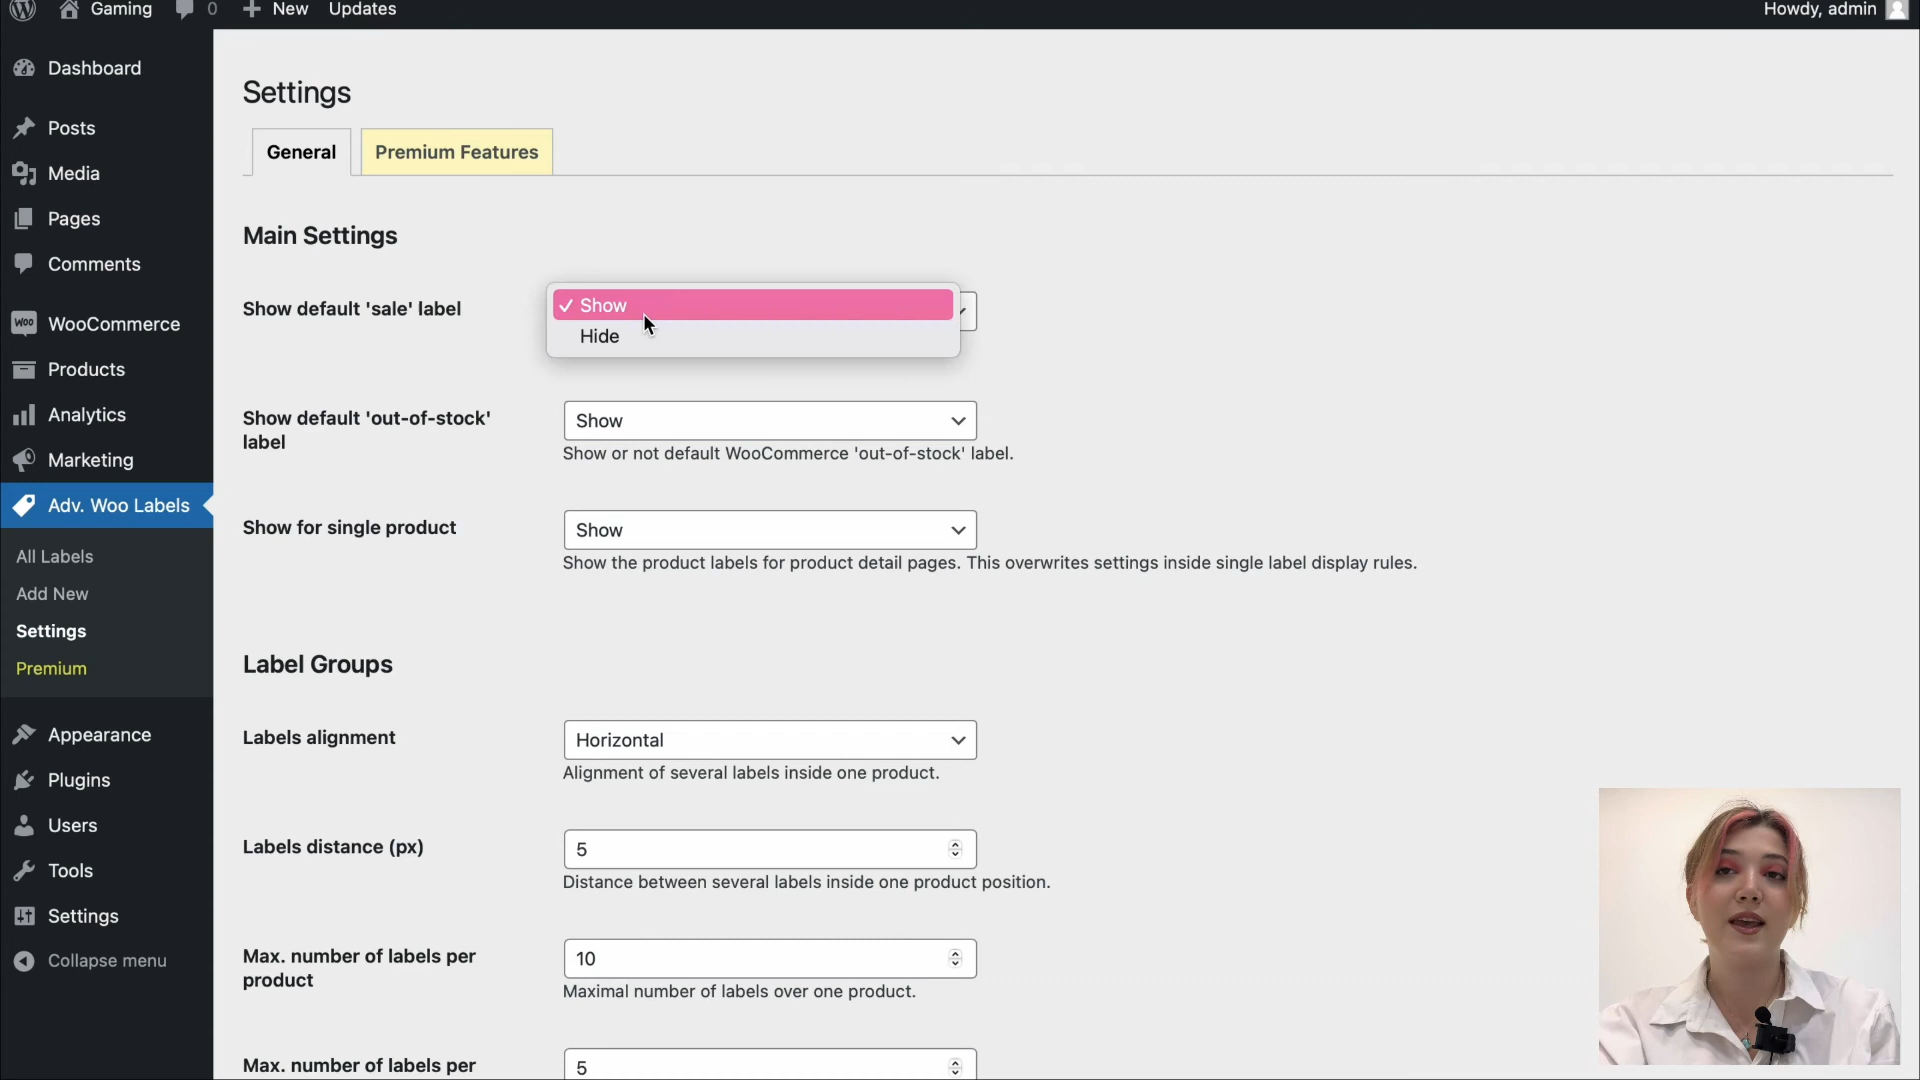 Gaming
0
New
Updates
Howdy, admin
Dashboard
Posts
Media
Pages
Comments
Woo
WooCommerce
Products
Analytics
Marketing
Adv. Woo Labels
All Labels
Add New
Settings
Premium
Appearance
Plugins
Users
Tools
Settings
Collapse menu
Settings
General
Premium Features
Main Settings
Show default 'sale' label
✓ Show
Hide
Show default 'out-of-stock'
label
Show
Show or not default WooCommerce 'out-of-stock' label.
Show for single product
Show
Show the product labels for product detail pages. This overwrites settings inside single label display rules.
Label Groups
Labels alignment
Horizontal
Alignment of several labels inside one product.
Labels distance (px)
5
Distance between several labels inside one product position.
Max. number of labels per
product
10
Maximal number of labels over one product.
Max. number of labels per
5